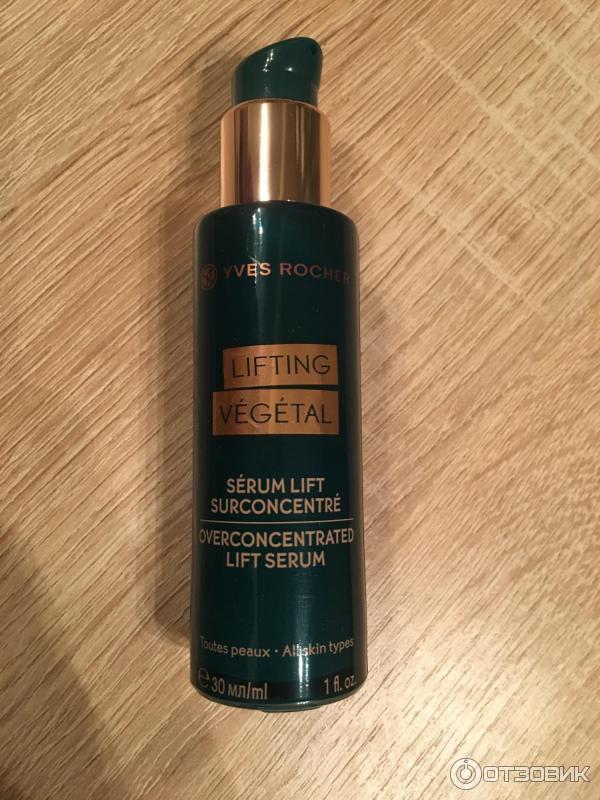 YVES ROCHER
LIFTING
VÉGÉTAL
SÉRUM LIFT
SURCONCENTRÉ
OVERCONCENTRATED
LIFT SERUM
Toutes peaux • All skin types
℮ 30 мл/ml 1 fl. oz.
ОТЗОВИК